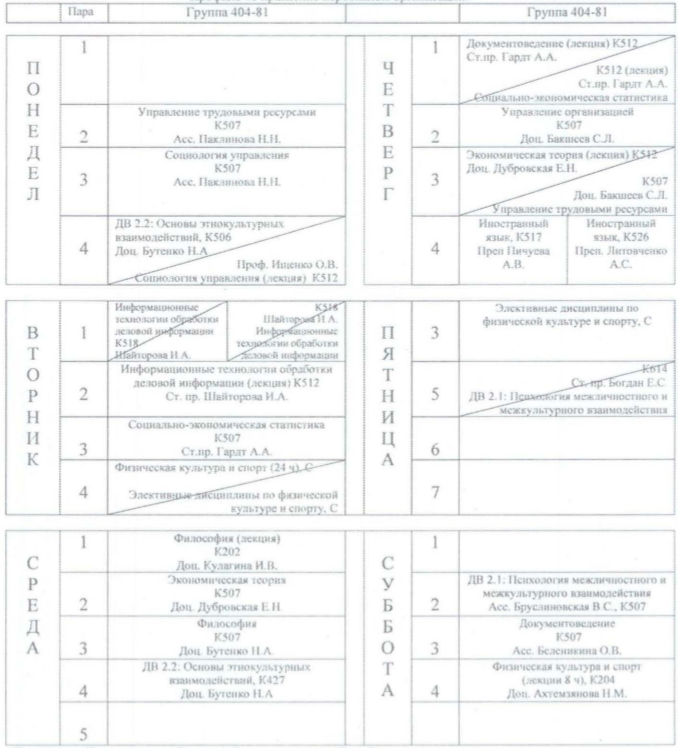 Пара
Группа 404-81
Группа 404-81
ПОНЕДЕЛ
1
2
Управление трудовыми ресурсами
К507
Асс. Паклинова Н.Н.
3
Социология управления
К507
Асс. Паклинова Н.Н.
4
ДВ 2.2: Основы этнокультурных
взаимодействий, К506
Доц. Бутенко Н.А
Проф. Ищенко О.В.
Социология управления (лекция) К512
ЧЕТВЕРГ
1
Документоведение (лекция) К512
Ст.пр. Гардт А.А.
К512 (лекция)
Ст.пр. Гардт А.А.
Социально-экономическая статистика
2
Управление организацией
К507
Доц. Бакшеев С.Л.
3
Экономическая теория (лекция) К512
Доц. Дубровская Е.Н.
К507
Доц. Бакшеев С.Л.
Управление трудовыми ресурсами
4
Иностранный
язык, К517
Преп Пичуева
А.В.
Иностранный
язык, К526
Преп. Литовченко
А.С.
ВТОРНИК
1
Информационные
технологии обработки
деловой информации
К518
Шайторова И А.
К518
Шайторова И А.
Информационные
технологии обработки
деловой информации
2
Информационные технологии обработки
деловой информации (лекция) К512
Ст. пр. Шайторова И.А.
3
Социально-экономическая статистика
К507
Ст.пр. Гардт А.А.
4
Физическая культура и спорт (24 ч), С
Элективные дисциплины по физической
культуре и спорту, С
ПЯТНИЦА
3
Элективные дисциплины по
физической культуре и спорту, С
5
К614
Ст. пр. Богдан Е.С
ДВ 2.1: Психология межличностного и
межкультурного взаимодействия
6
7
СРЕДА
1
Философия (лекция)
К202
Доц. Кулагина И.В.
2
Экономическая теория
К507
Доц. Дубровская Е.Н.
3
Философия
К507
Доц. Бутенко Н.А.
4
ДВ 2.2: Основы этнокультурных
взаимодействий, К427
Доц. Бутенко Н.А
5
СУББОТА
1
2
ДВ 2.1: Психология межличностного и
межкультурного взаимодействия
Асс. Бруслиновская В.С., К507
3
Документоведение
К507
Асс. Беленикина О.В.
4
Физическая культура и спорт
(лекции 8 ч), К204
Доц. Ахтемзянова Н.М.